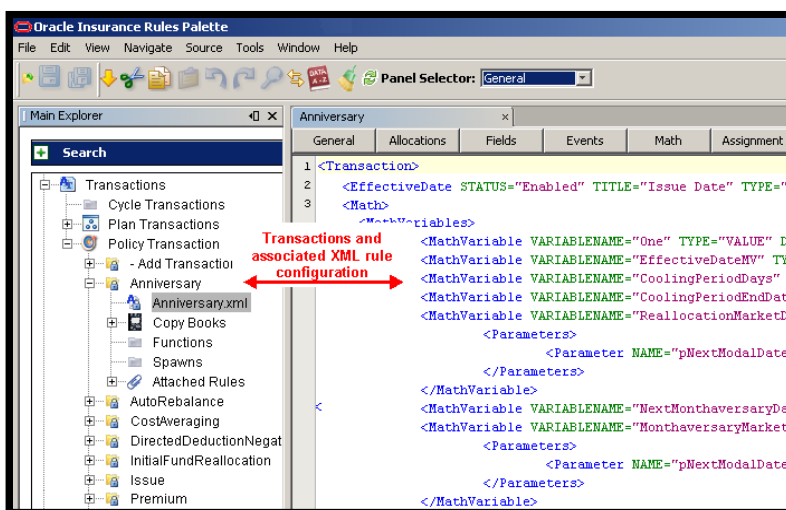 Oracle Insurance Rules Palette
File Edit View Navigate Source Tools Window Help
DATA A-Z Panel Selector: General
Main Explorer
Search
Transactions
Cycle Transactions
Plan Transactions
Policy Transaction
- Add Transaction
Anniversary
Anniversary.xml
Copy Books
Functions
Spawns
Attached Rules
AutoRebalance
CostAveraging
DirectedDeductionNegat
InitialFundReallocation
Issue
Premium
Transactions and
associated XML rule
configuration
Anniversary ×
General Allocations Fields Events Math Assignment
1 <Transaction>
2 <EffectiveDate STATUS="Enabled" TITLE="Issue Date" TYPE="
3 <Math>
<MathVariables>
<MathVariable VARIABLENAME="One" TYPE="VALUE" D
<MathVariable VARIABLENAME="EffectiveDateMV" TY
<MathVariable VARIABLENAME="CoolingPeriodDays"
<MathVariable VARIABLENAME="CoolingPeriodEndDat
<MathVariable VARIABLENAME="ReallocationMarketD
<Parameters>
<Parameter NAME="pNextModalDate
</Parameters>
</MathVariable>
<MathVariable VARIABLENAME="NextMonthaversaryDa
<MathVariable VARIABLENAME="MonthaversaryMarket
<Parameters>
<Parameter NAME="pNextModalDate
</Parameters>
</MathVariable>